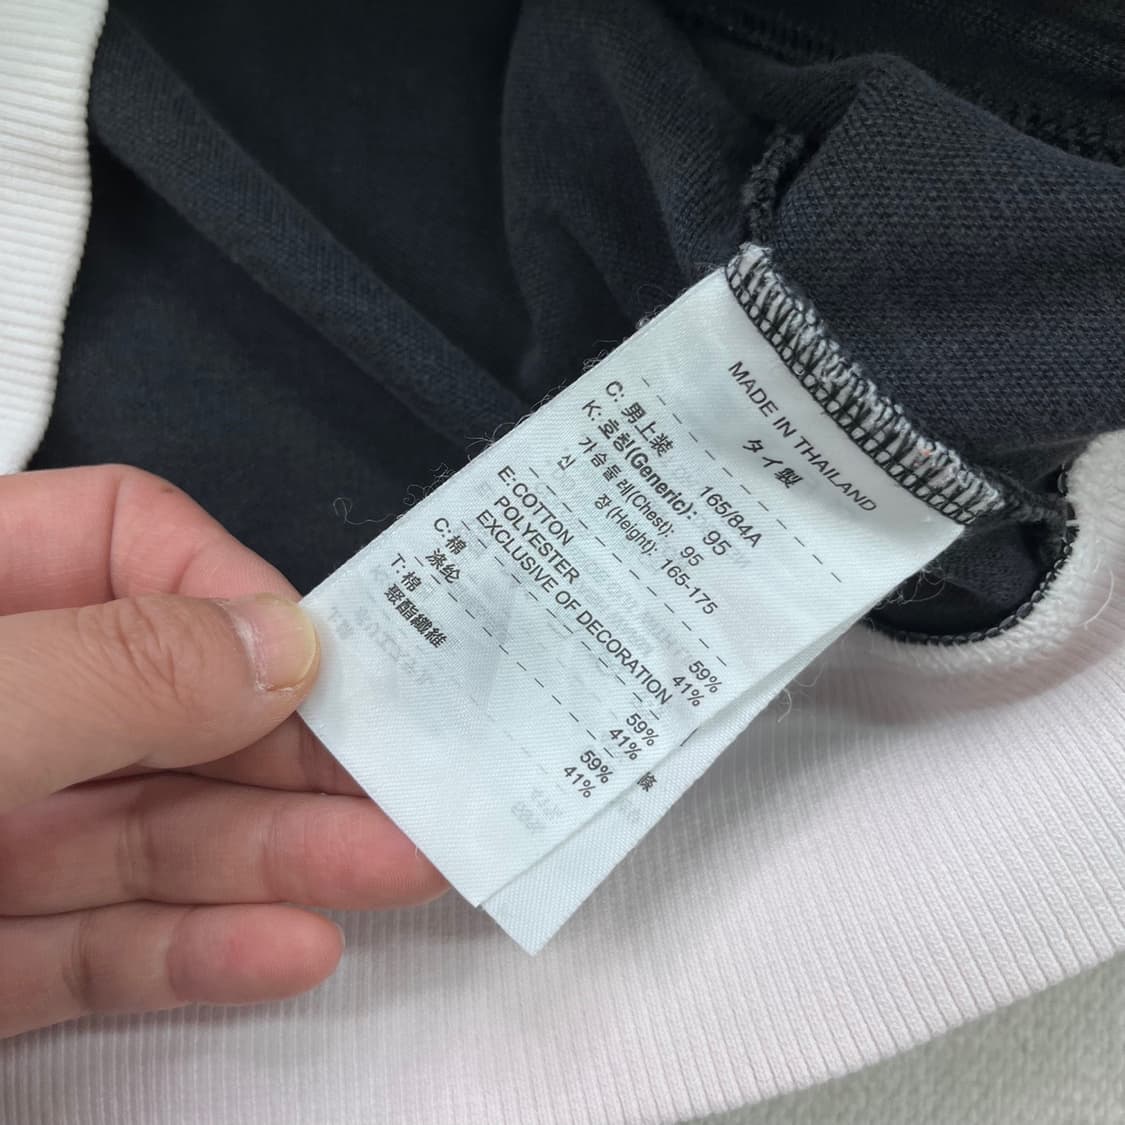 MADE IN THAILAND
タイ製
C: 男上装 165/84A
K: 호칭(Generic): 95
가슴둘레(Chest): 95
신 장(Height): 165-175
E:COTTON 59%
POLYESTER 41%
EXCLUSIVE OF DECORATION
C:棉 59%
涤纶 41%
T:棉 59%
聚酯纖維 41%
條